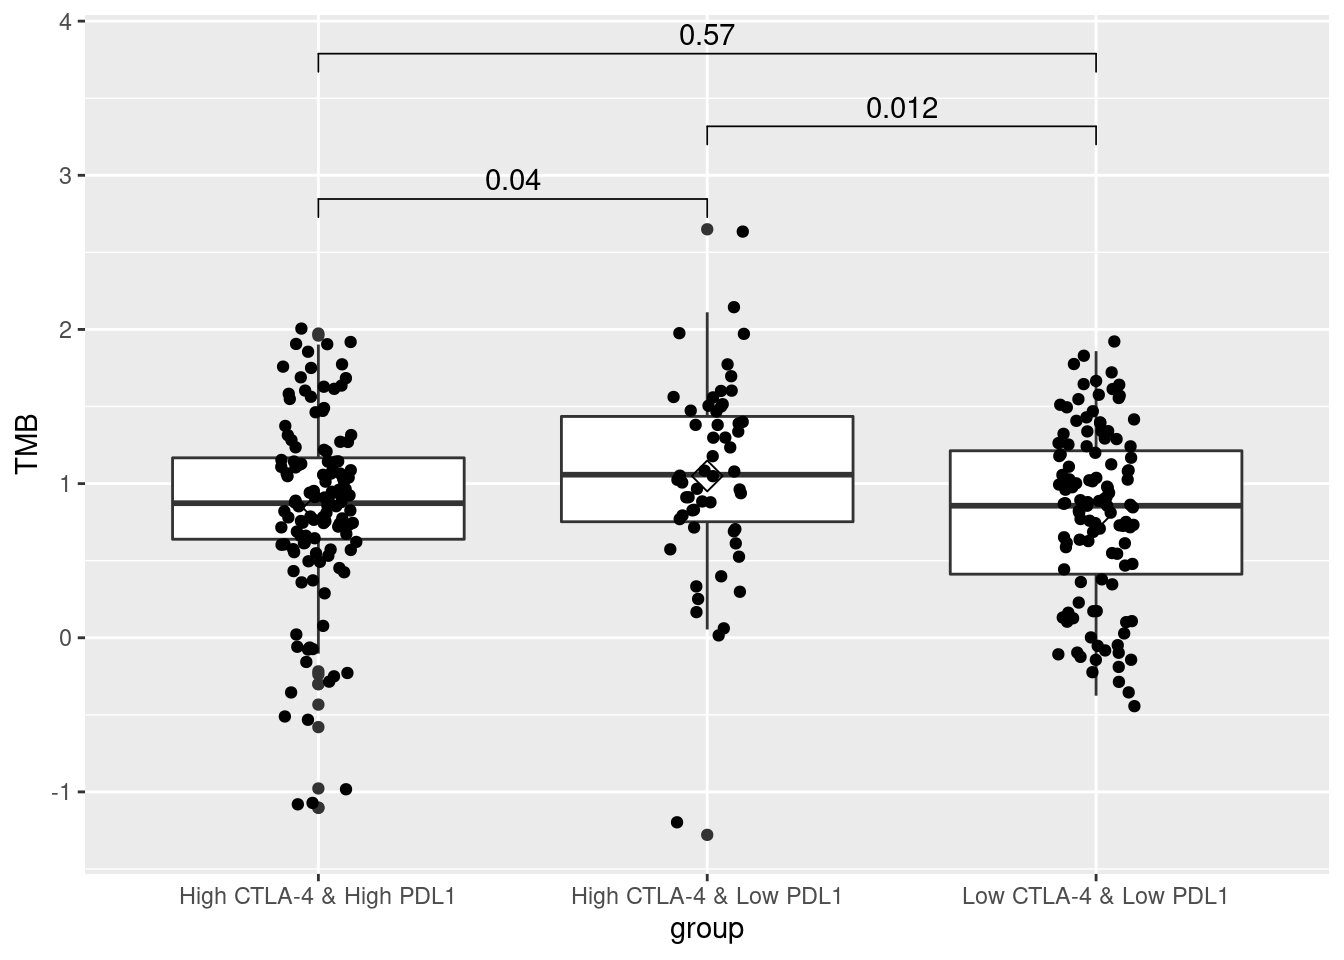 4
0.57
0.012
3
0.04
2
TMB
1
0
-1
High CTLA-4 & High PDL1
High CTLA-4 & Low PDL1
Low CTLA-4 & Low PDL1
group